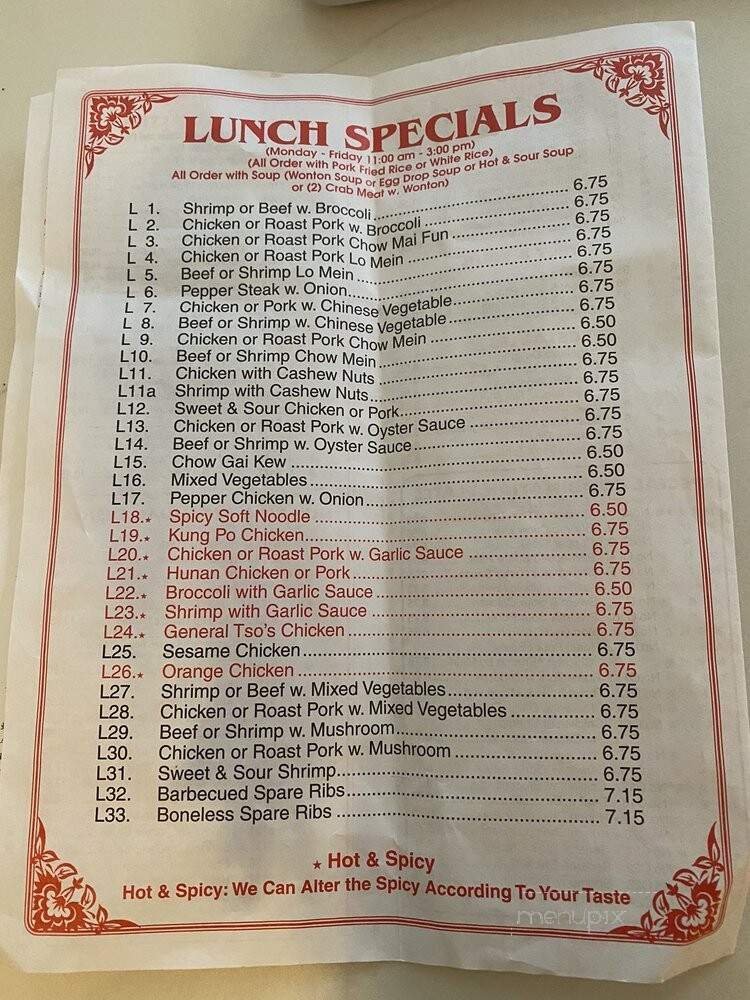 LUNCH SPECIALS
(Monday - Friday 11:00 am - 3:00 pm)
(All Order with Pork Fried Rice or White Rice)
All Order with Soup (Wonton Soup or Egg Drop Soup or Hot & Sour Soup
or (2) Crab Meat w. Wonton)
L 1. Shrimp or Beef w. Broccoli 6.75
L 2. Chicken or Roast Pork w. Broccoli 6.75
L 3. Chicken or Roast Pork Chow Mai Fun 6.75
L 4. Chicken or Roast Pork Lo Mein 6.75
L 5. Beef or Shrimp Lo Mein 6.75
L 6. Pepper Steak w. Onion 6.75
L 7. Chicken or Pork w. Chinese Vegetable 6.75
L 8. Beef or Shrimp w. Chinese Vegetable 6.75
L 9. Chicken or Roast Pork Chow Mein 6.50
L10. Beef or Shrimp Chow Mein 6.50
L11. Chicken with Cashew Nuts 6.75
L11a Shrimp with Cashew Nuts 6.75
L12. Sweet & Sour Chicken or Pork 6.75
L13. Chicken or Roast Pork w. Oyster Sauce 6.75
L14. Beef or Shrimp w. Oyster Sauce 6.75
L15. Chow Gai Kew 6.50
L16. Mixed Vegetables 6.50
L17. Pepper Chicken w. Onion 6.75
L18.★ Spicy Soft Noodle 6.50
L19.★ Kung Po Chicken 6.75
L20.★ Chicken or Roast Pork w. Garlic Sauce 6.75
L21.★ Hunan Chicken or Pork 6.75
L22.★ Broccoli with Garlic Sauce 6.50
L23.★ Shrimp with Garlic Sauce 6.75
L24.★ General Tso's Chicken 6.75
L25. Sesame Chicken 6.75
L26.★ Orange Chicken 6.75
L27. Shrimp or Beef w. Mixed Vegetables 6.75
L28. Chicken or Roast Pork w. Mixed Vegetables 6.75
L29. Beef or Shrimp w. Mushroom 6.75
L30. Chicken or Roast Pork w. Mushroom 6.75
L31. Sweet & Sour Shrimp 6.75
L32. Barbecued Spare Ribs 7.15
L33. Boneless Spare Ribs 7.15
★ Hot & Spicy
Hot & Spicy: We Can Alter the Spicy According To Your Taste
menupix